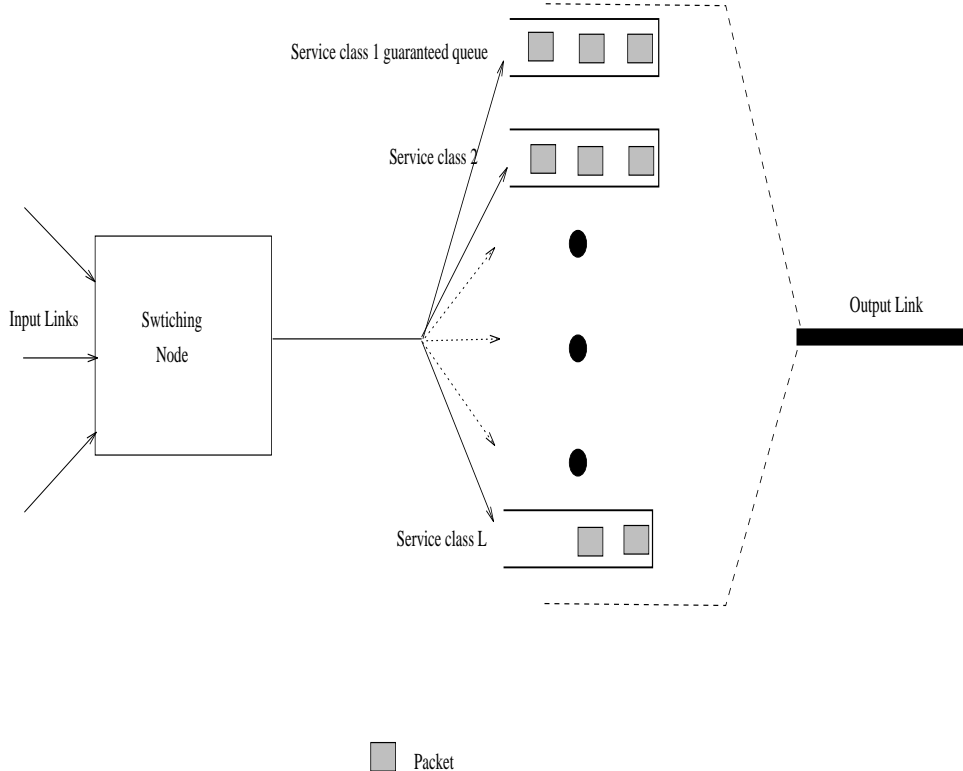 Service class 1 guaranteed queue
Service class 2
Input Links
Swtiching
Node
Output Link
Service class L
Packet